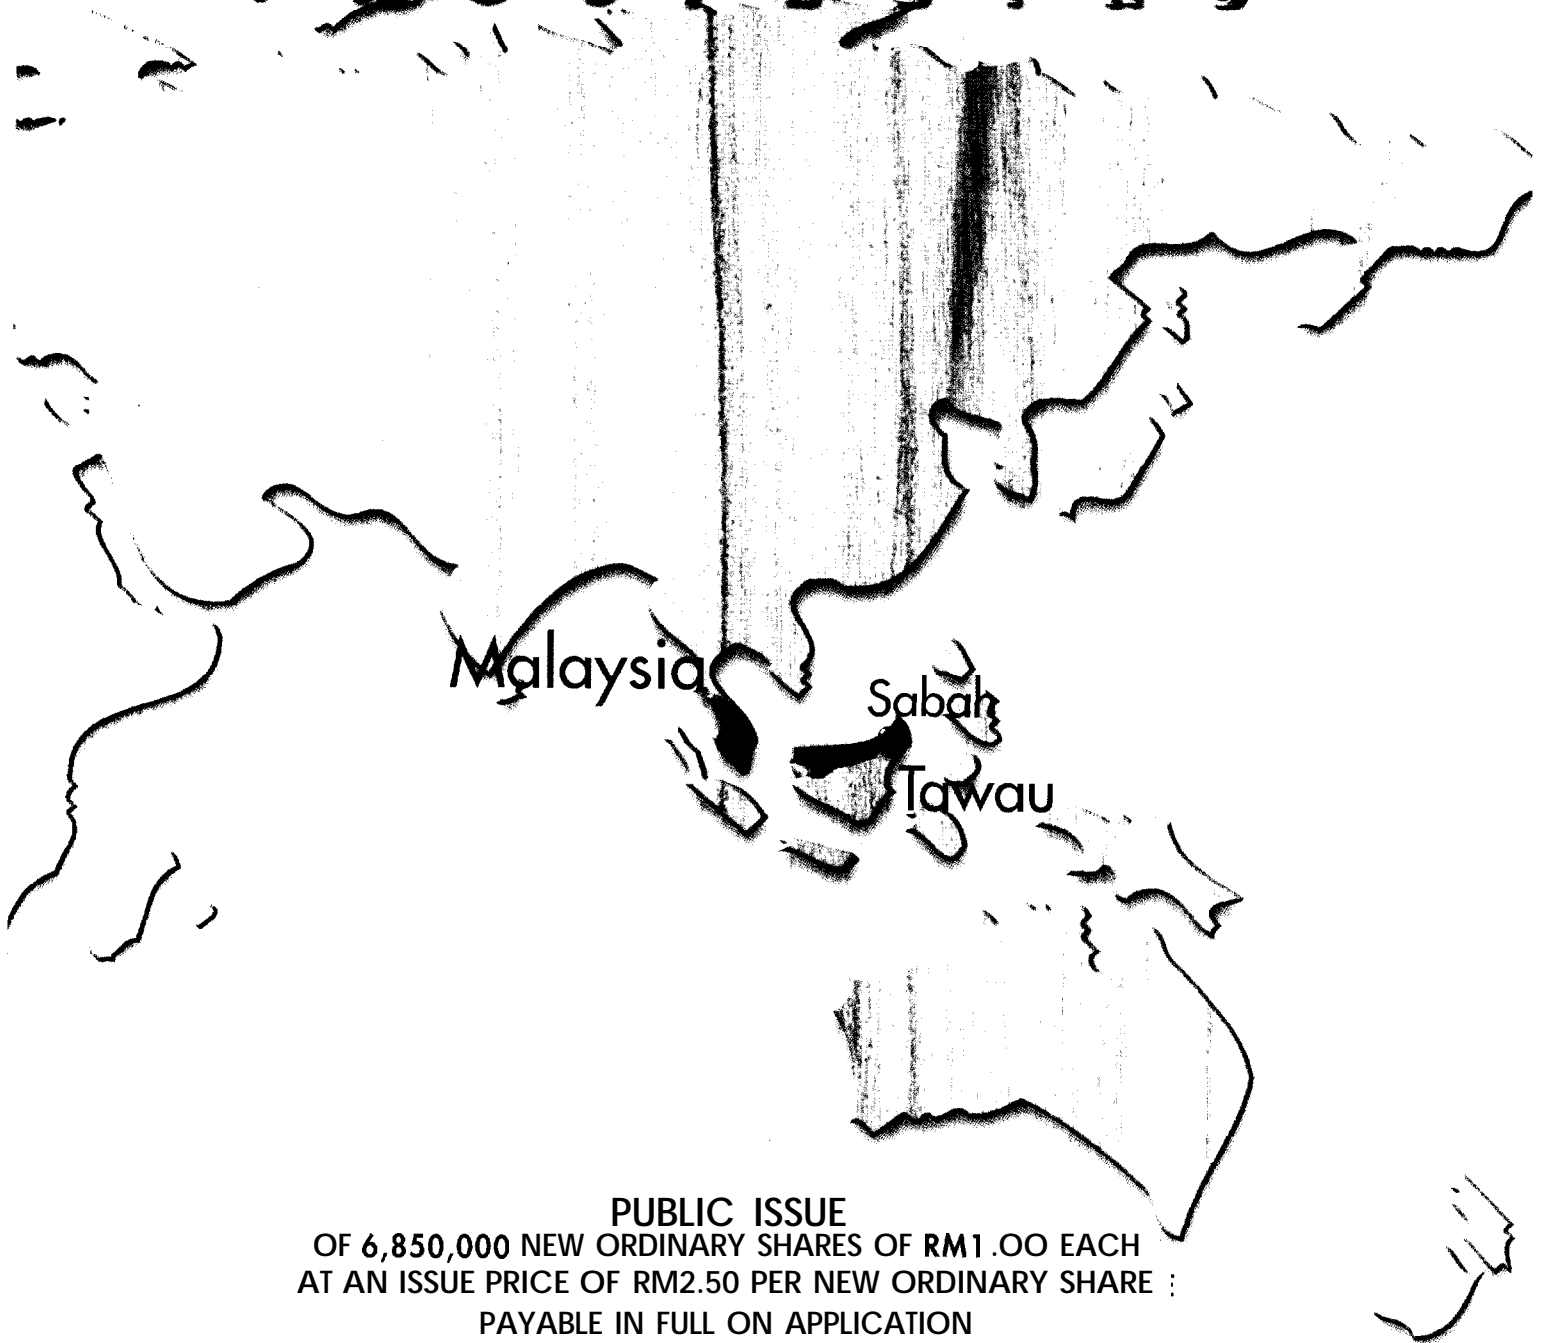 Malaysia
Sabah
Tawau
PUBLIC ISSUE
OF 6,850,000 NEW ORDINARY SHARES OF RM1.OO EACH
AT AN ISSUE PRICE OF RM2.50 PER NEW ORDINARY SHARE
PAYABLE IN FULL ON APPLICATION